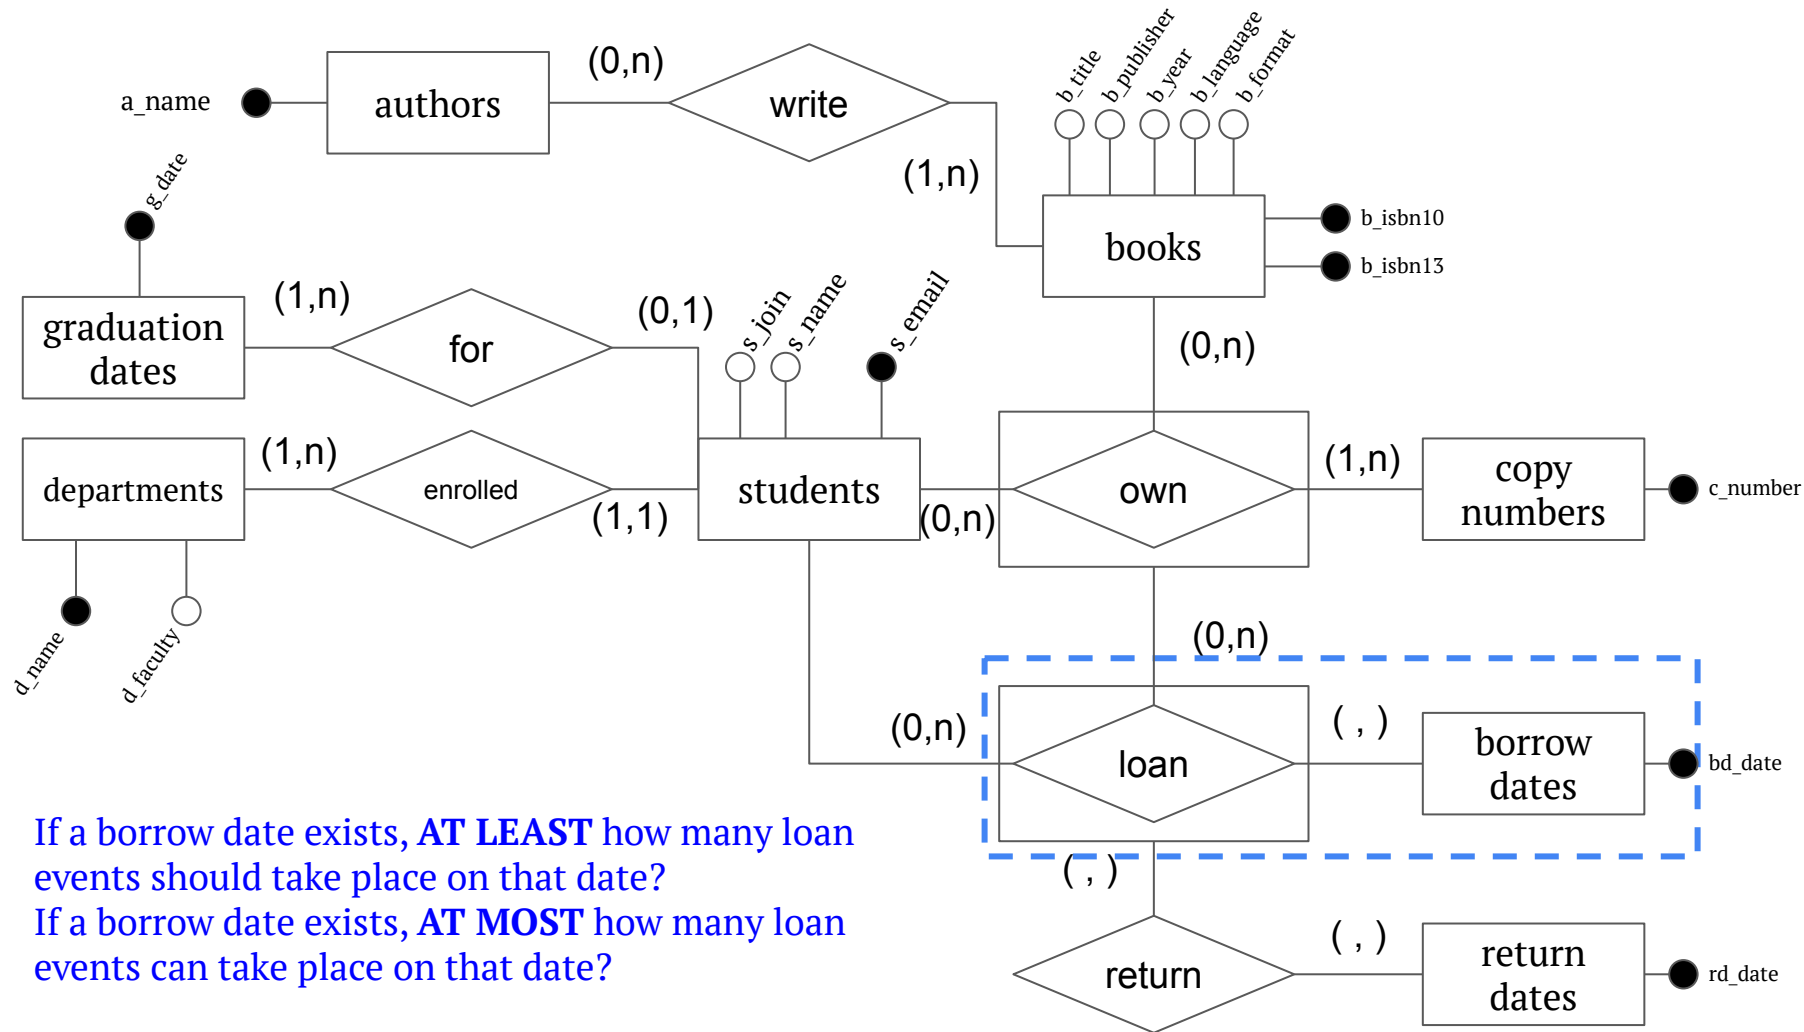 b_title
b_publisher
b_year
b_language
b_format
(0,n)
a_name
authors
write
g_date
(1,n)
b_isbn10
books
b_isbn13
(1,n)
s_join
s_name
s_email
graduation
dates
for
(0,1)
(0,n)
(1,n)
departments
enrolled
(1,1)
students
(0,n)
own
(1,n)
copy
numbers
c_number
d_name
d_faculty
(0,n)
(0,n)
loan
( , )
borrow
dates
bd_date
If a borrow date exists, AT LEAST how many loan
events should take place on that date?
If a borrow date exists, AT MOST how many loan
events can take place on that date?
( , )
return
( , )
return
dates
rd_date